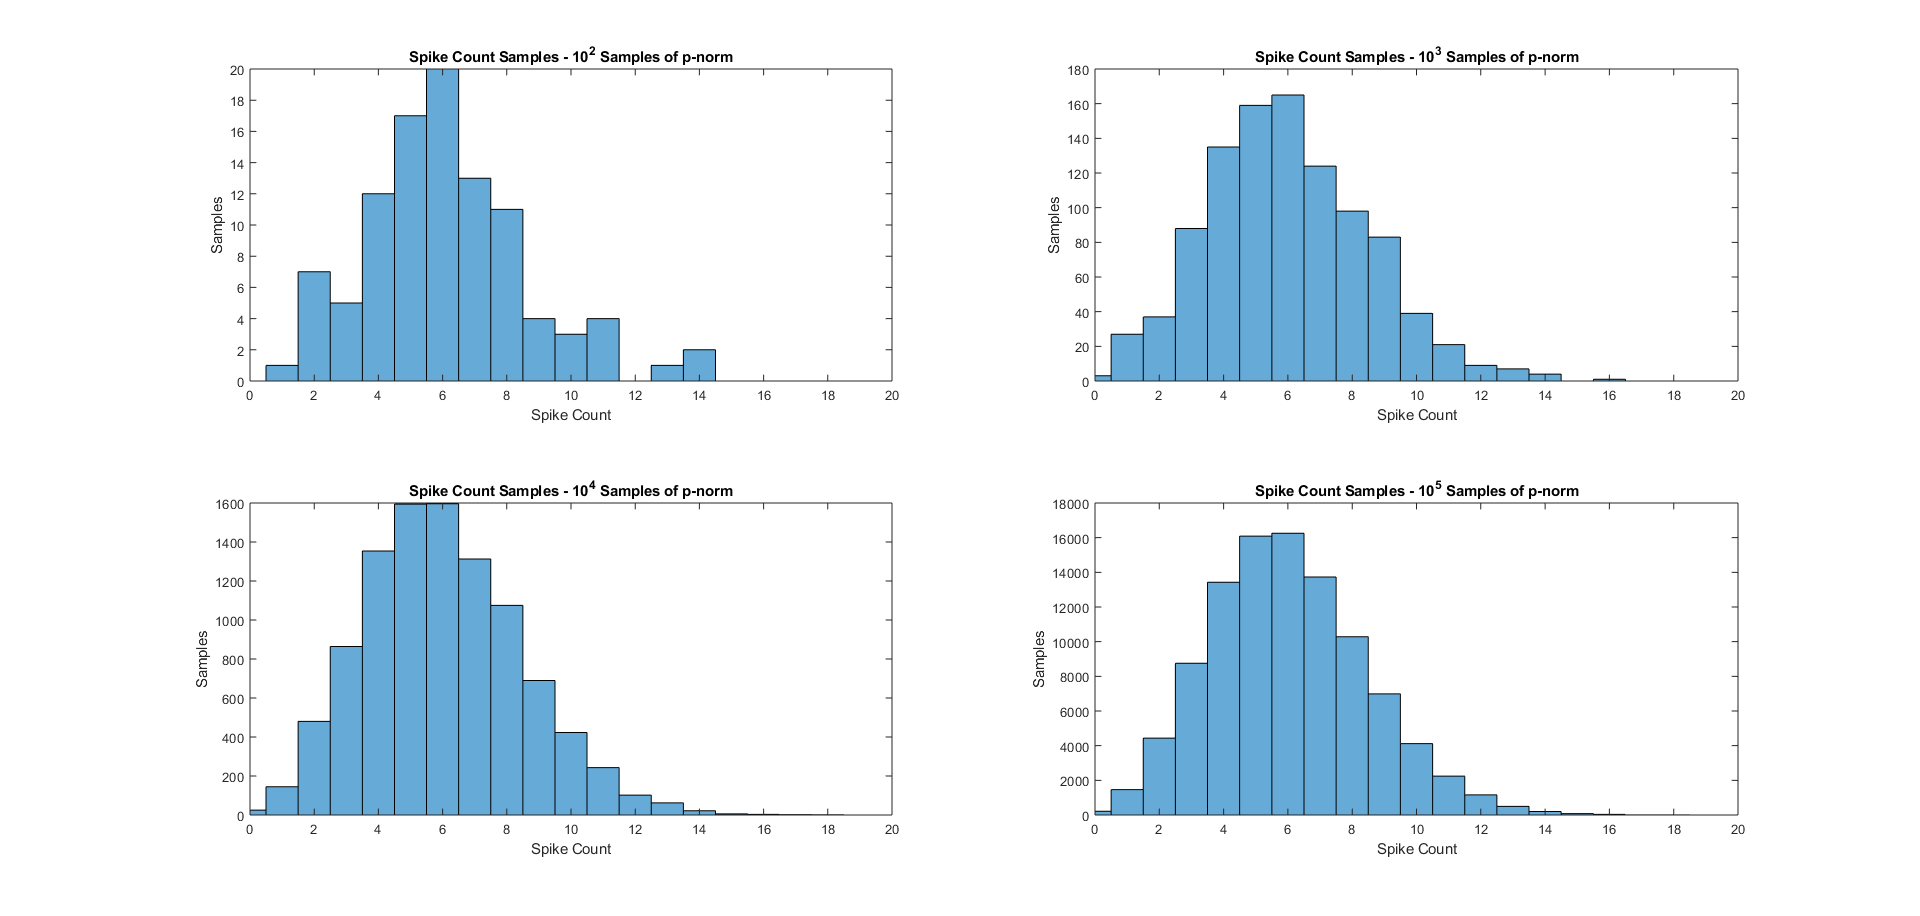 Spike Count Samples - 10^2 Samples of p-norm
20
18
16
14
12
10
8
6
4
2
0
Samples
0 2 4 6 8 10 12 14 16 18 20
Spike Count
Spike Count Samples - 10^3 Samples of p-norm
180
160
140
120
100
80
60
40
20
0
Samples
0 2 4 6 8 10 12 14 16 18 20
Spike Count
Spike Count Samples - 10^4 Samples of p-norm
1600
1400
1200
1000
800
600
400
200
0
Samples
0 2 4 6 8 10 12 14 16 18 20
Spike Count
Spike Count Samples - 10^5 Samples of p-norm
18000
16000
14000
12000
10000
8000
6000
4000
2000
0
Samples
0 2 4 6 8 10 12 14 16 18 20
Spike Count